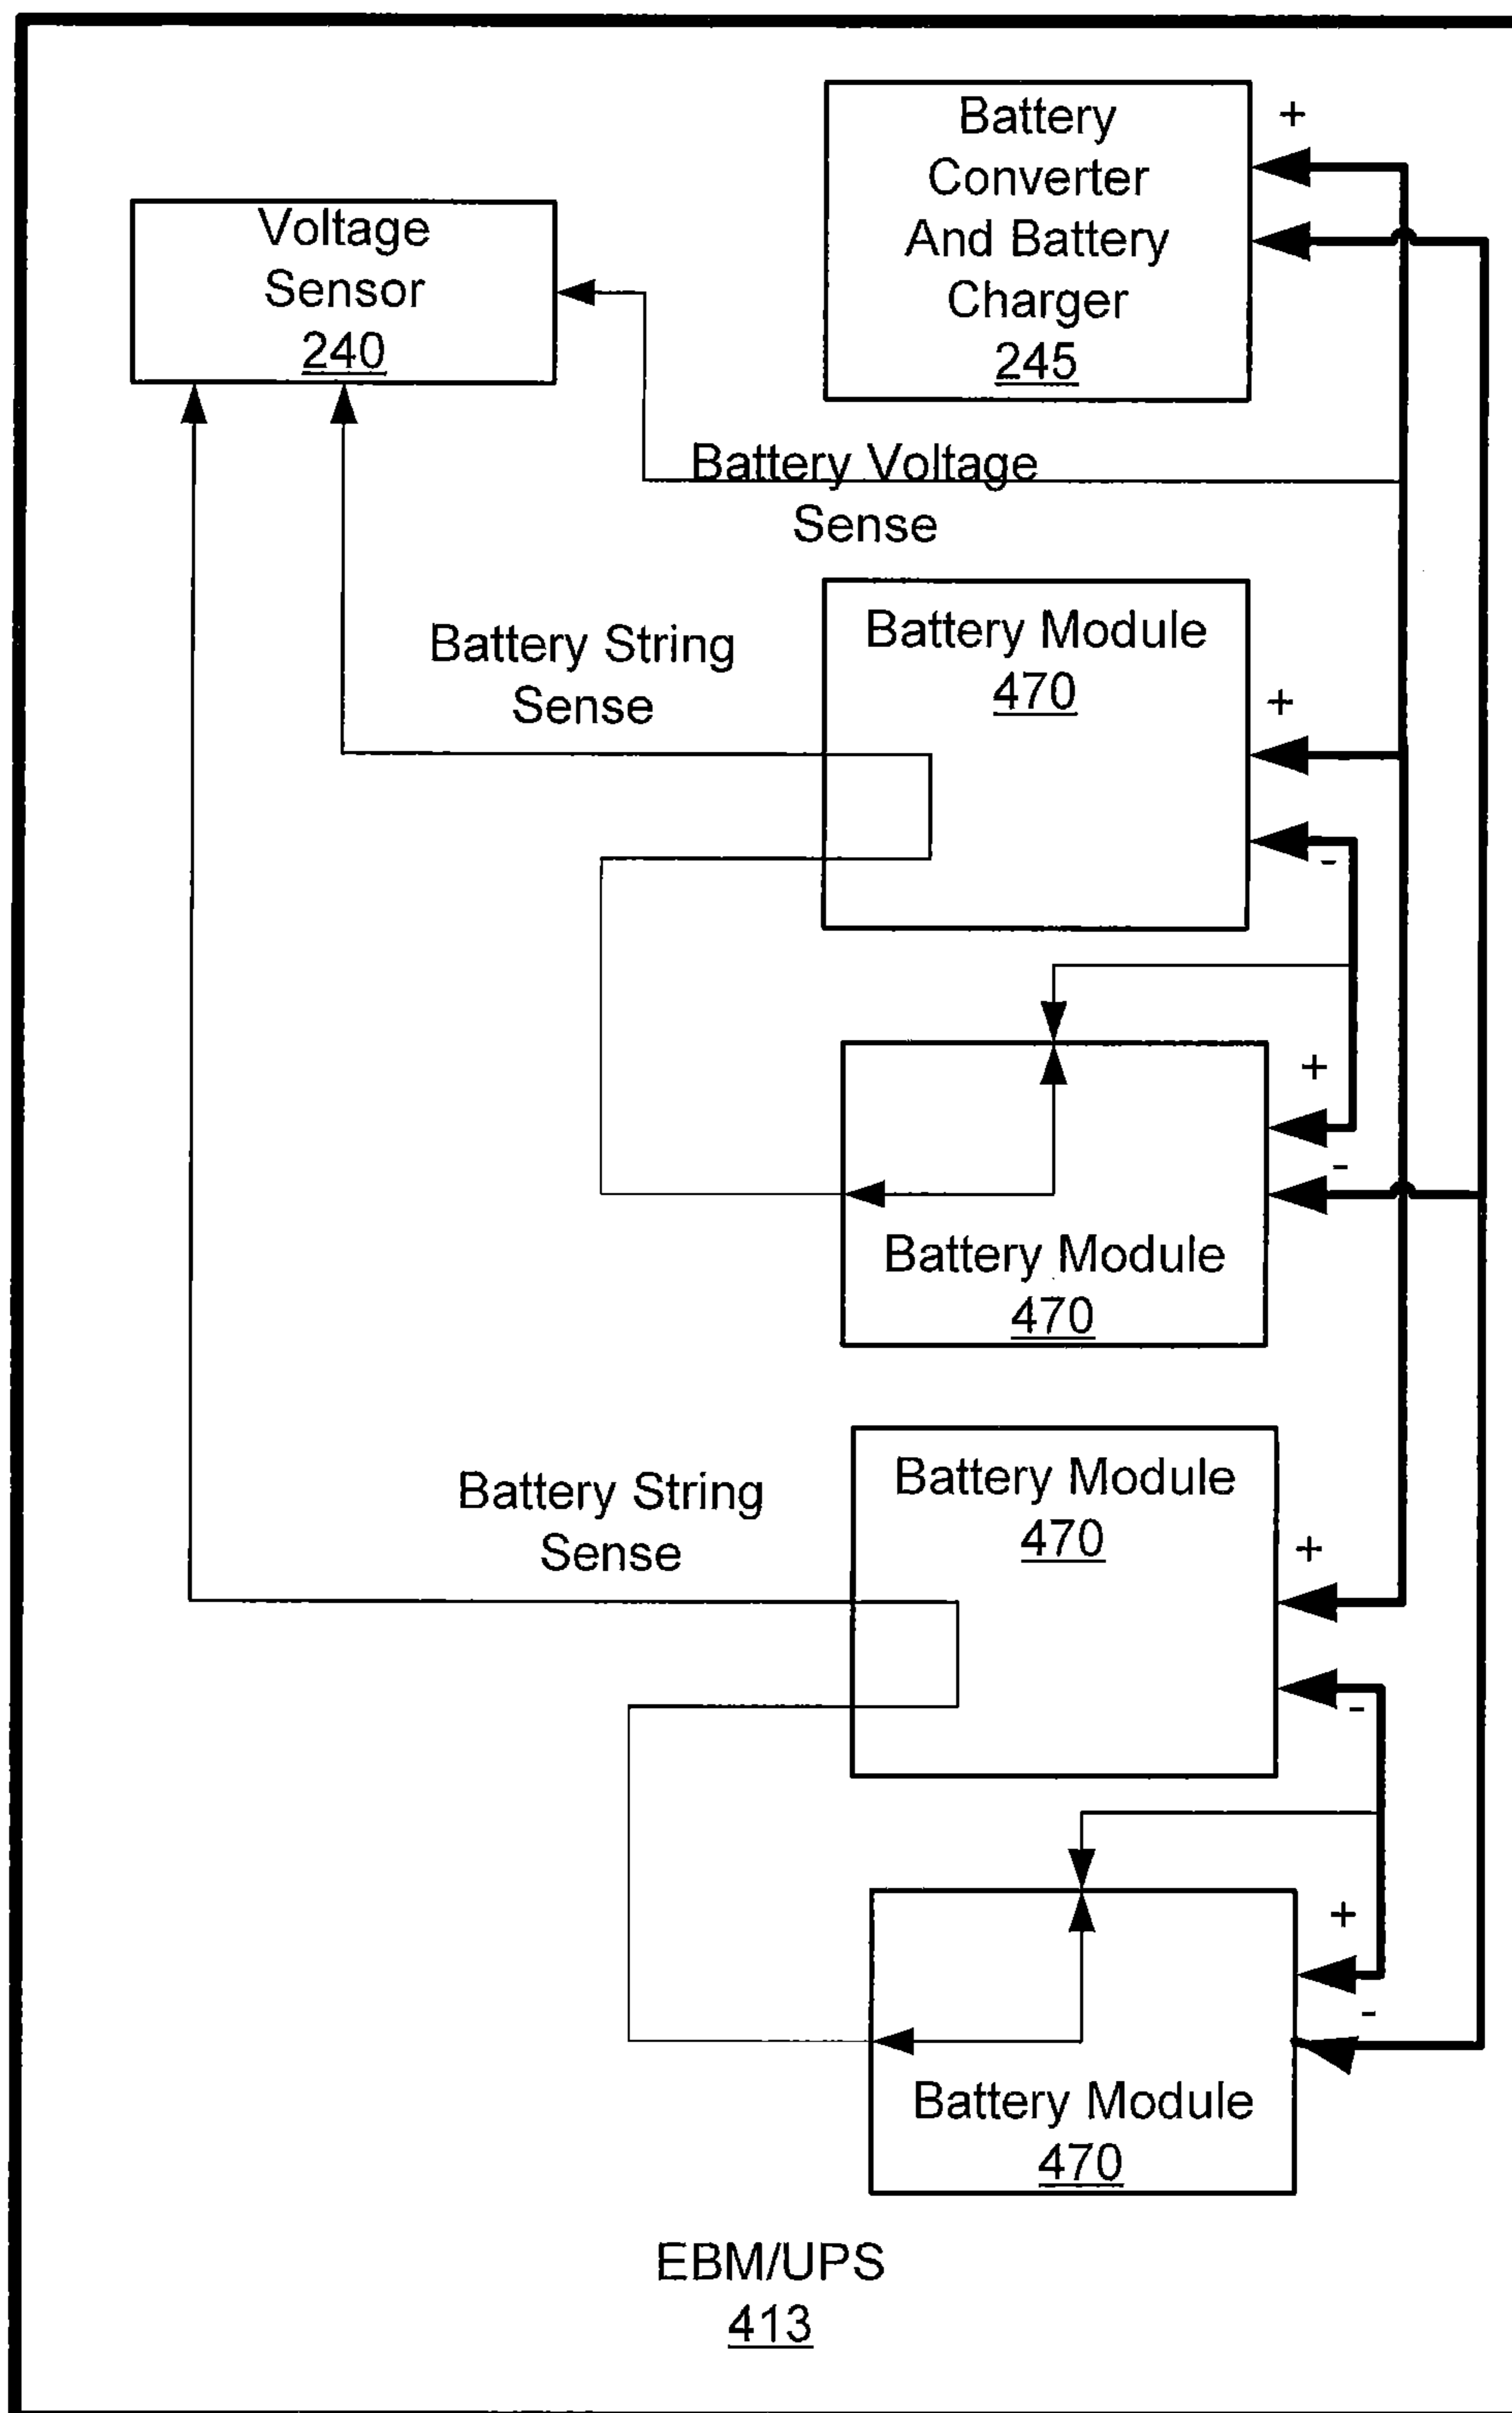 Battery
Converter
And Battery
Charger
245
+
Voltage
Sensor
240
Battery Voltage
Sense
Battery Module
470
+
-
Battery String
Sense
+
-
Battery Module
470
Battery Module
470
+
-
Battery String
Sense
+
-
Battery Module
470
EBM/UPS
413